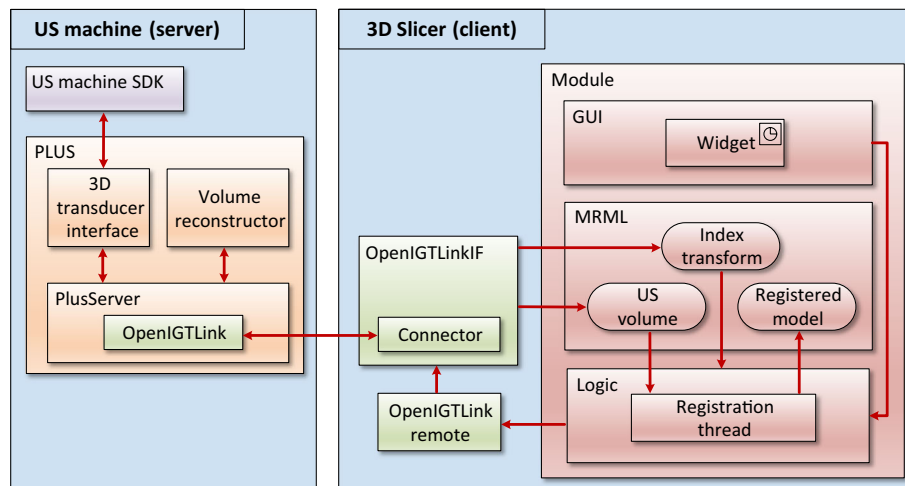 US machine (server)
US machine SDK
PLUS
3D
transducer
interface
Volume
reconstructor
PlusServer
OpenIGTLink
3D Slicer (client)
OpenIGTLinkIF
Connector
OpenIGTLink
remote
Module
GUI
Widget
MRML
Index
transform
US
volume
Registered
model
Logic
Registration
thread